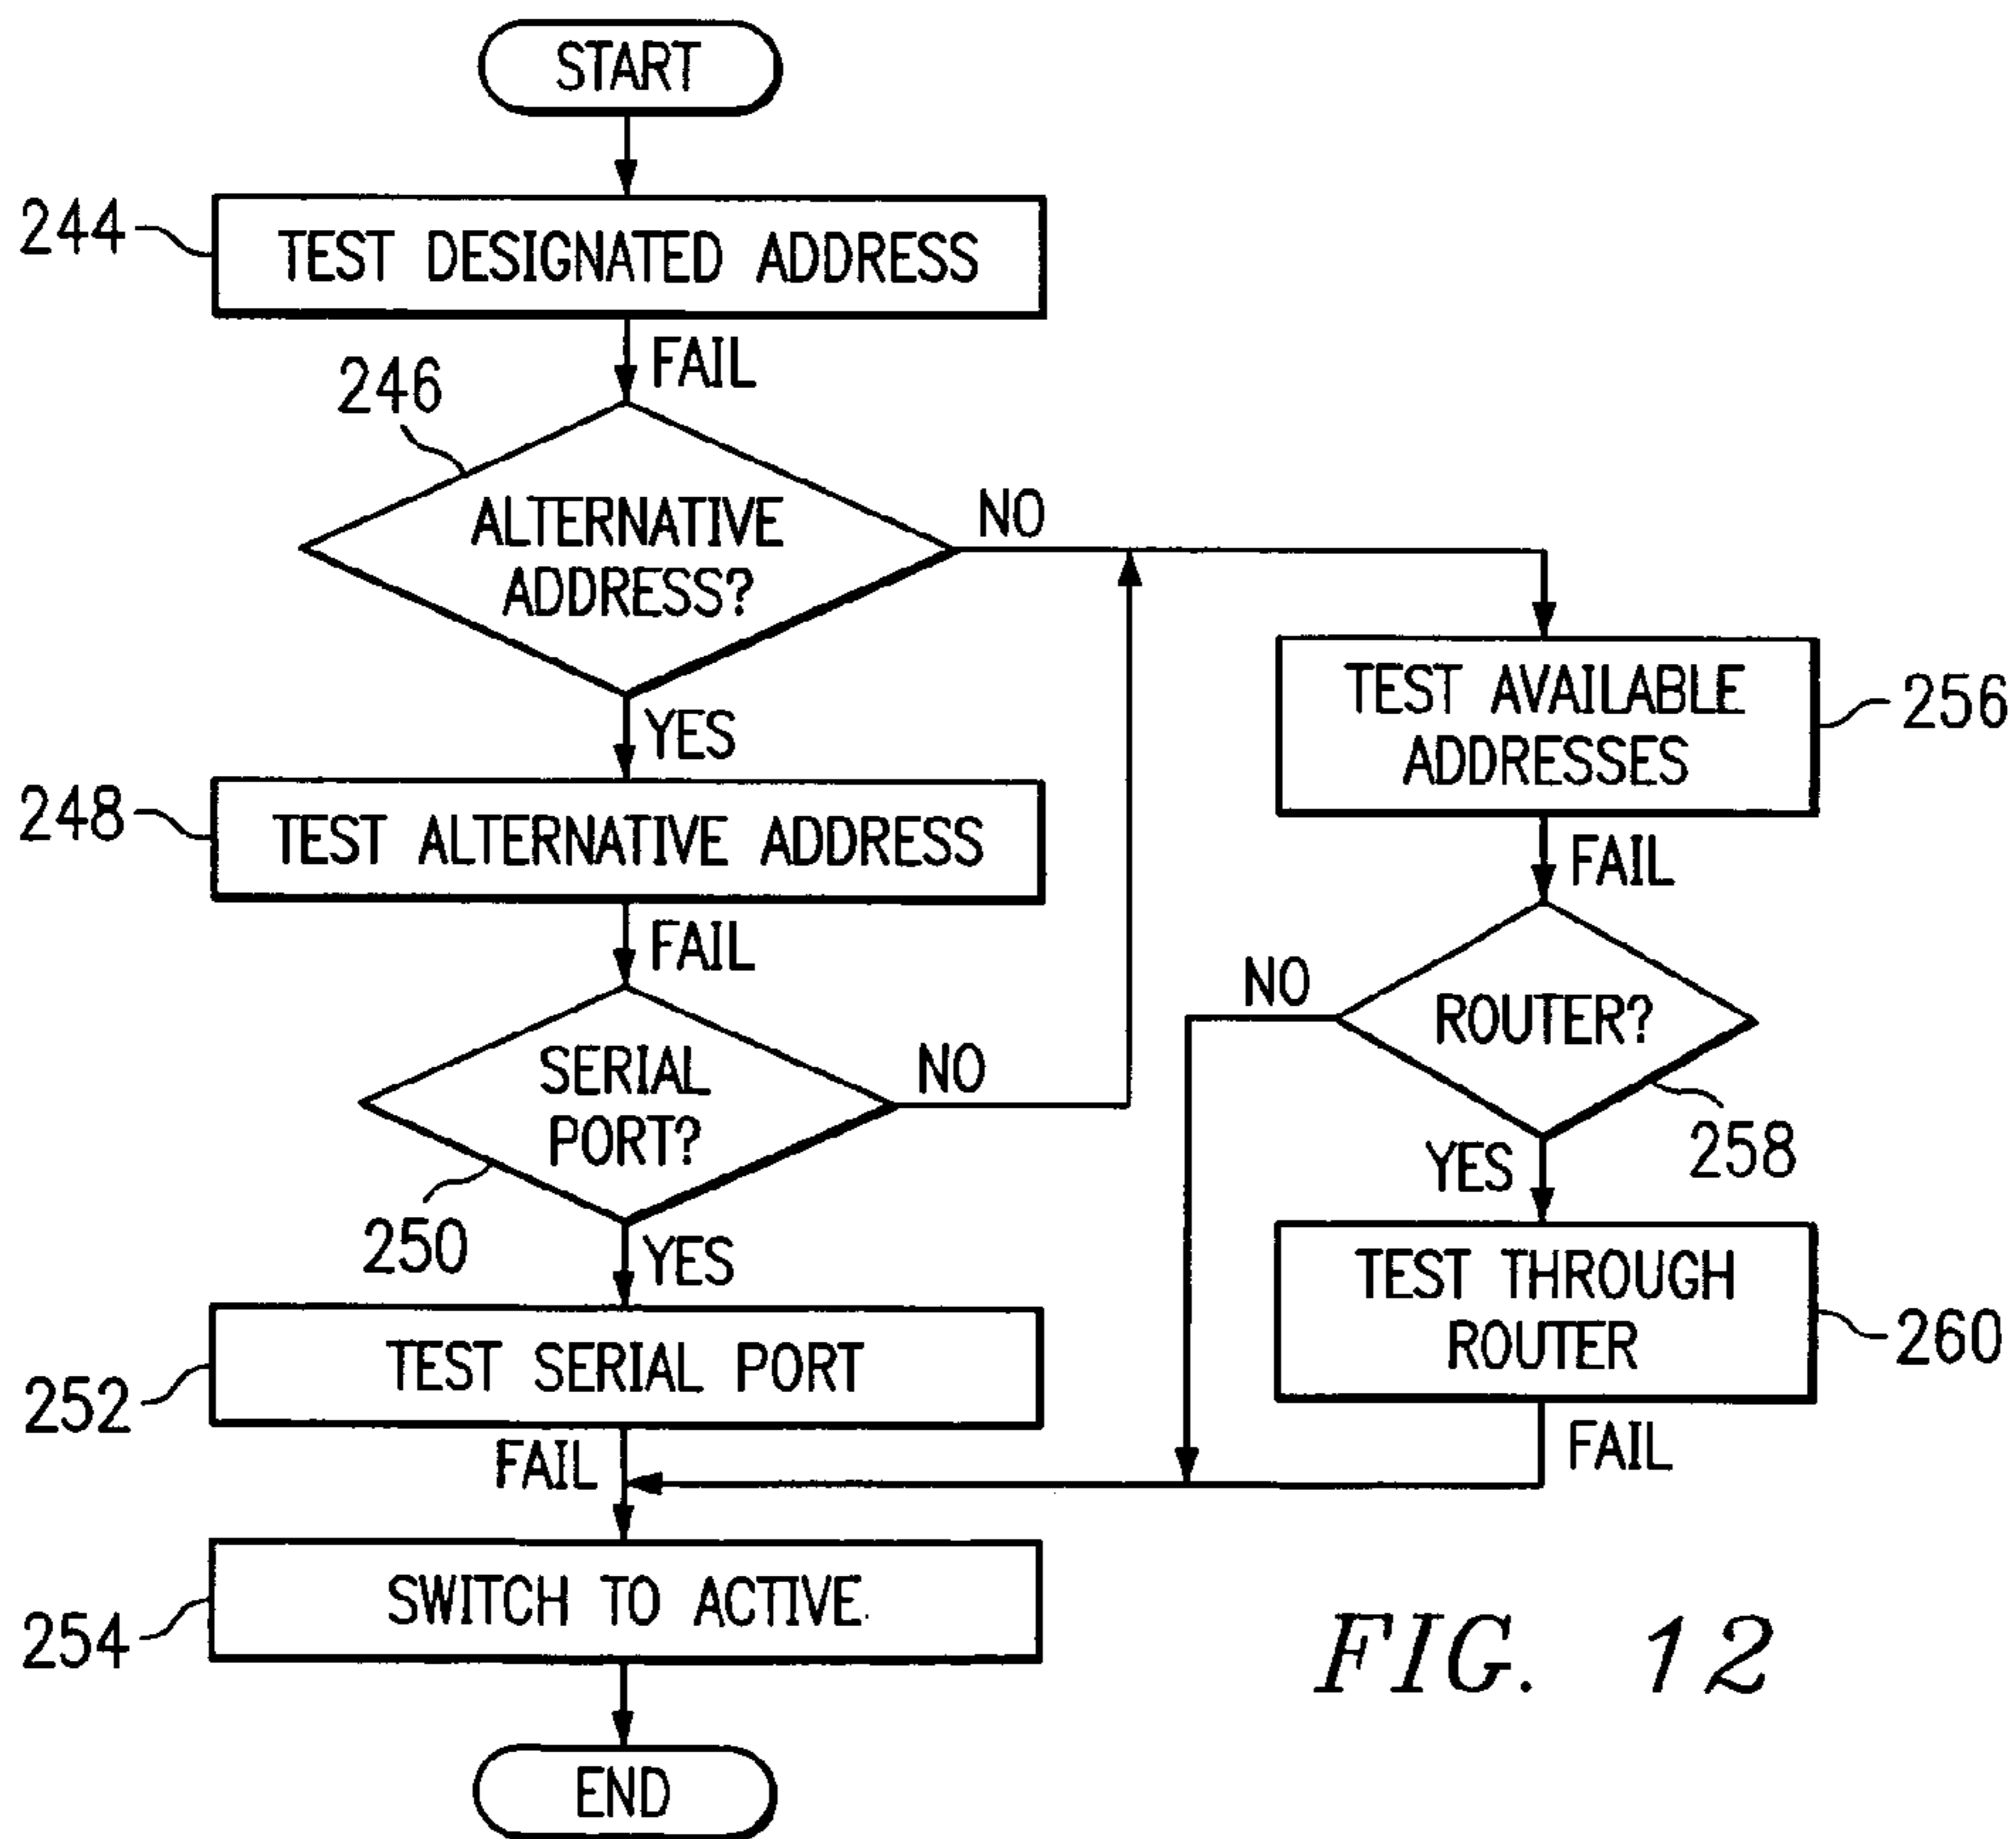 START
244
TEST DESIGNATED ADDRESS
FAIL
246
ALTERNATIVE
ADDRESS?
NO
YES
248
TEST ALTERNATIVE ADDRESS
FAIL
SERIAL
PORT?
NO
250
YES
252
TEST SERIAL PORT
FAIL
254
SWITCH TO ACTIVE
END
TEST AVAILABLE
ADDRESSES
256
FAIL
NO
ROUTER?
258
YES
TEST THROUGH
ROUTER
260
FAIL
FIG. 12